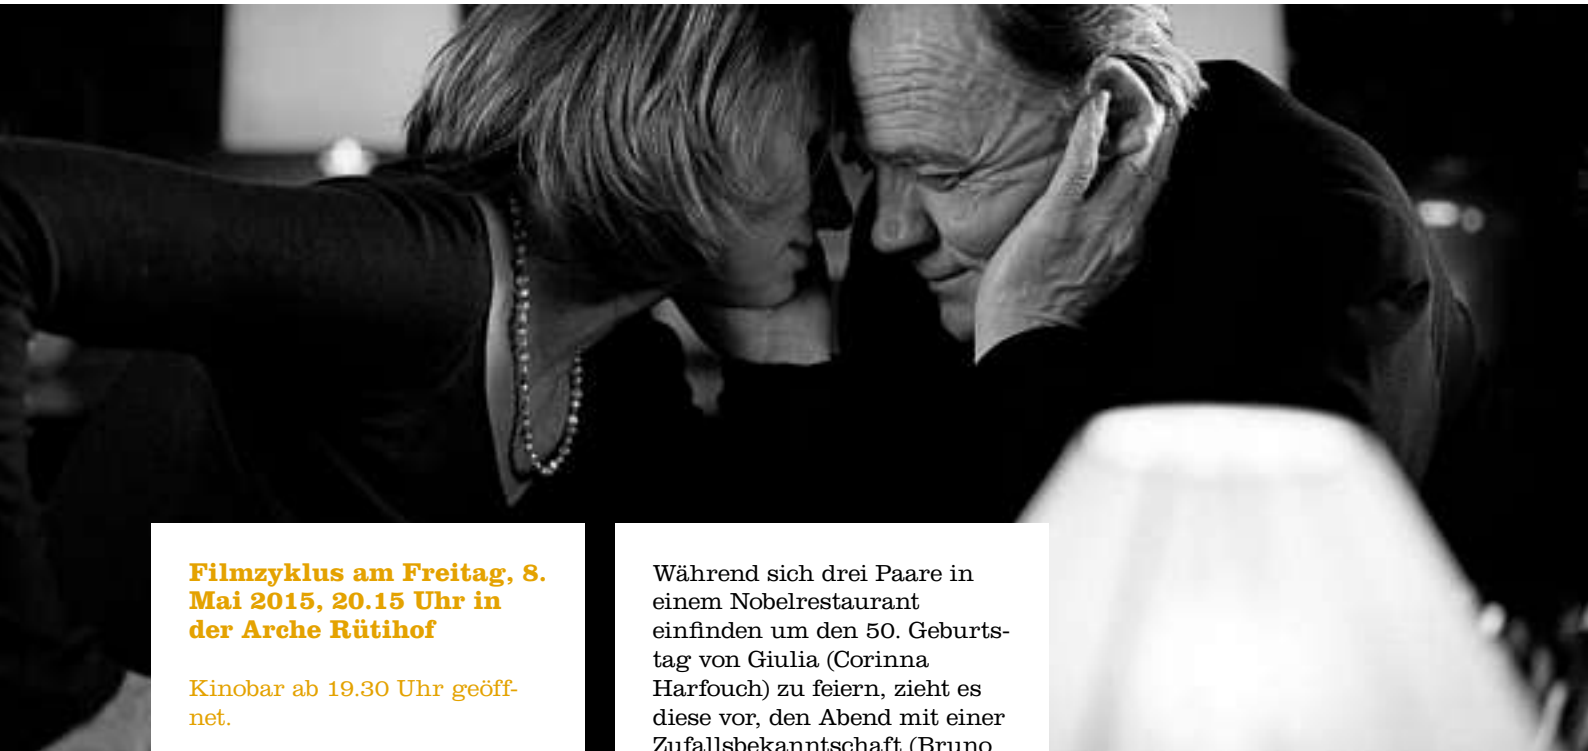 Filmzyklus am Freitag, 8.
Mai 2015, 20.15 Uhr in
der Arche Rütihof
Kinobar ab 19.30 Uhr geöff-
net.
Während sich drei Paare in
einem Nobelrestaurant
einfinden um den 50. Geburts-
tag von Giulia (Corinna
Harfouch) zu feiern, zieht es
diese vor, den Abend mit einer
Zufallsbekanntschaft (Bruno